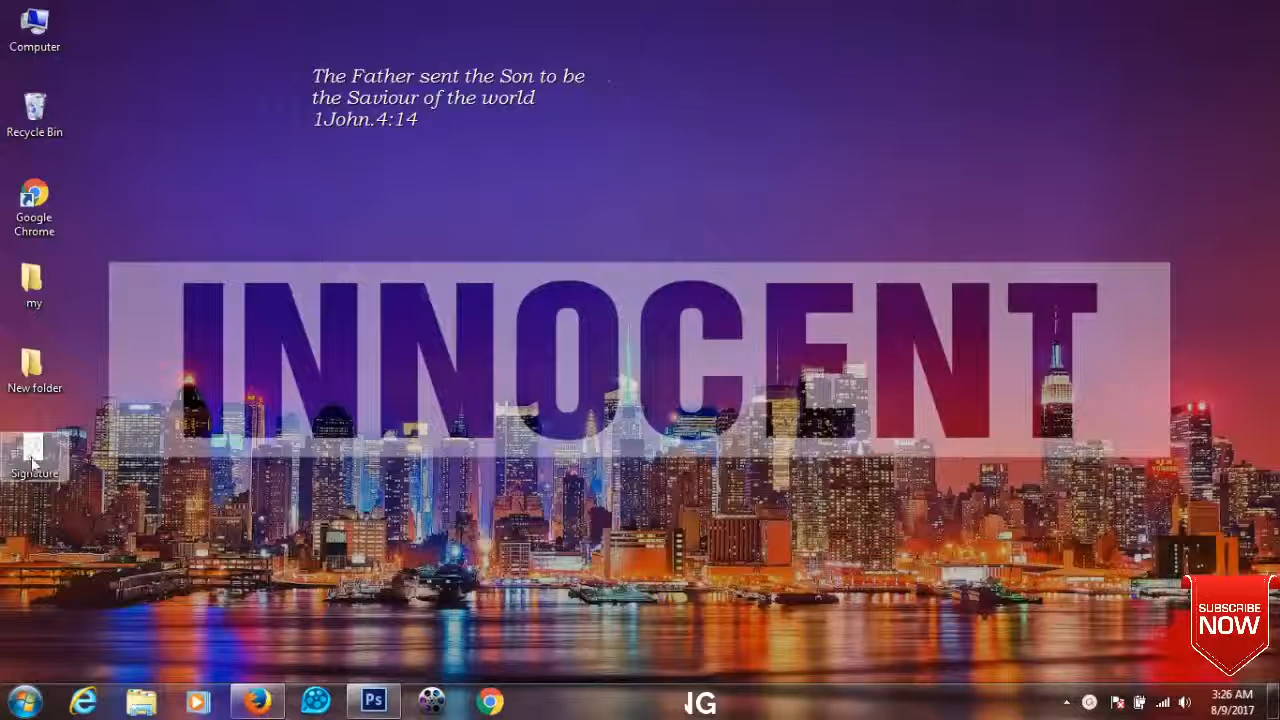 Computer
The Father sent the Son to be
the Saviour of the world
1John.4:14
Recycle Bin
Google
Chrome
my
INNOCENT
New folder
Signature
SUBSCRIBE
NOW
Ps
3:26 AM
8/9/2017